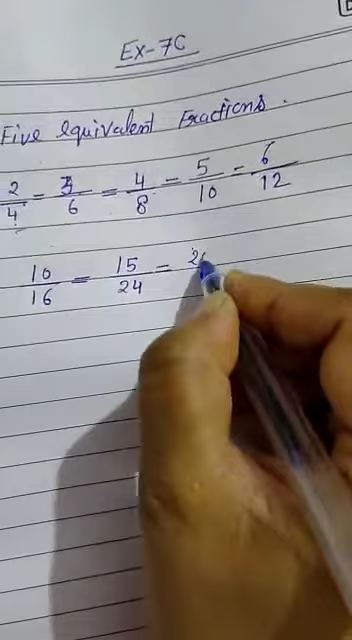 Ex-7C
Five equivalent Fractions.
2/4 = 3/6 = 4/8 = 5/10 = 6/12
10/16 = 15/24 = 2